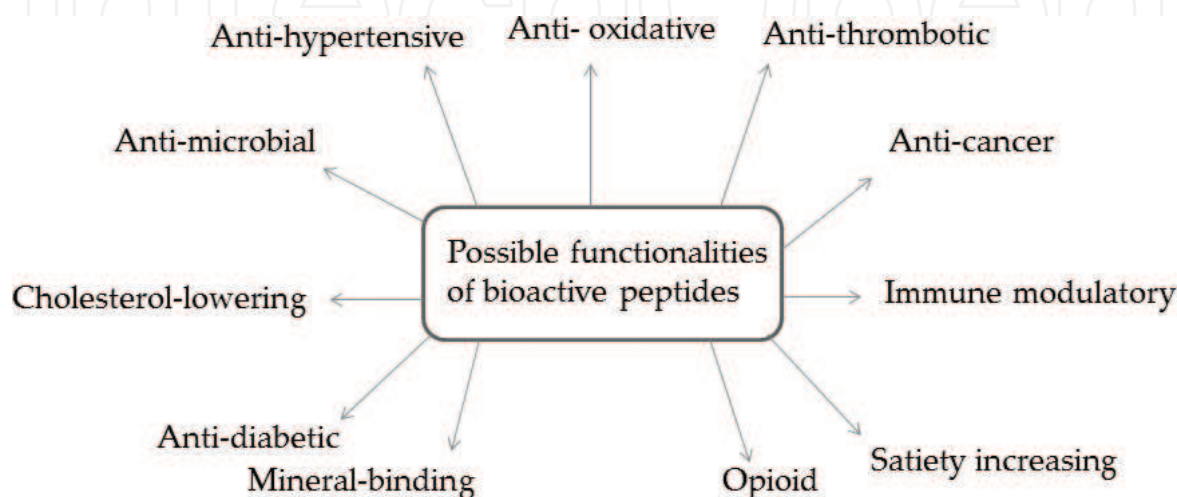 Anti-hypertensive
Anti- oxidative
Anti-thrombotic
Anti-microbial
Anti-cancer
Possible functionalities
of bioactive peptides
Cholesterol-lowering
Immune modulatory
Anti-diabetic
Mineral-binding
Opioid
Satiety increasing